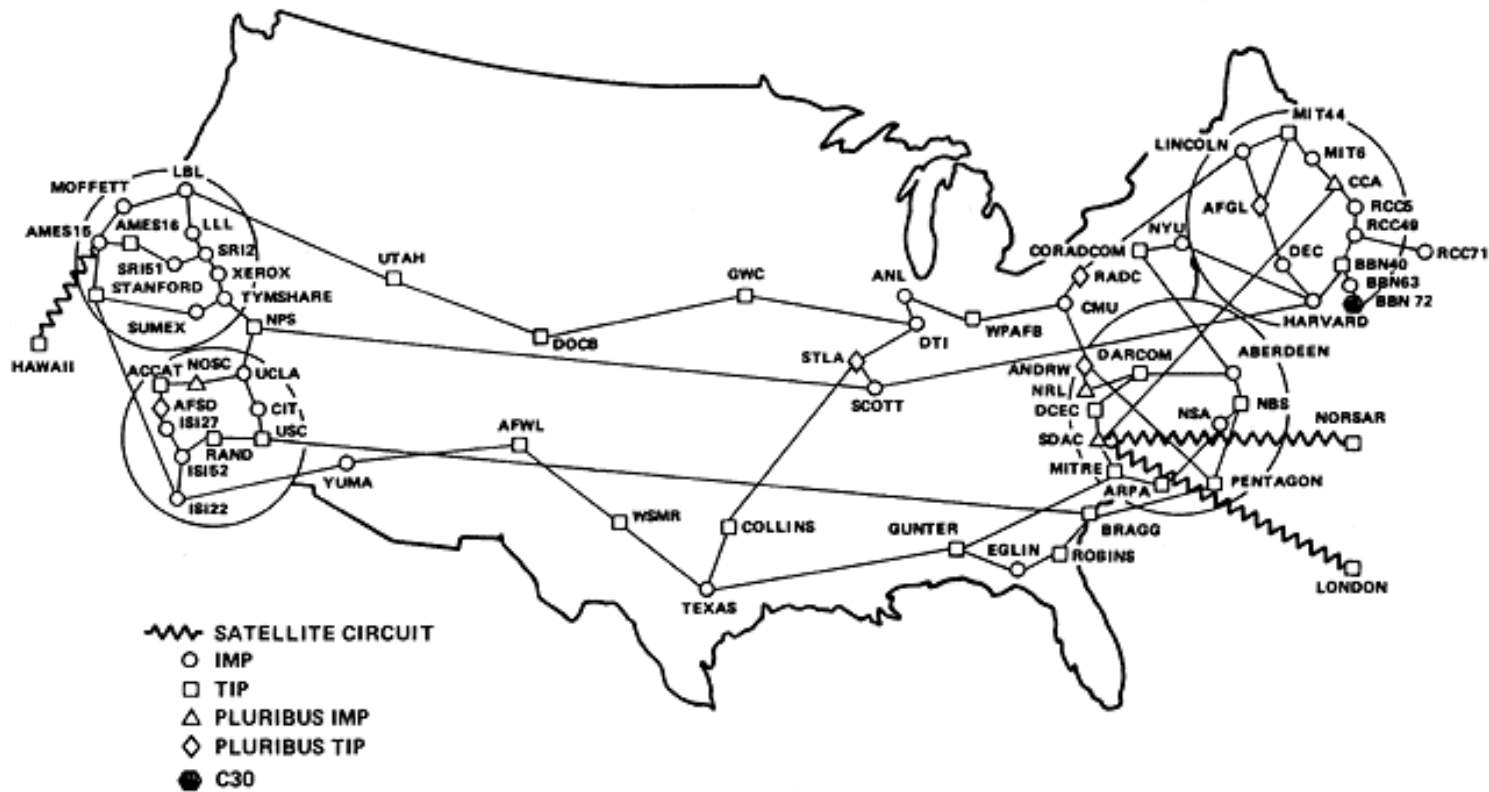 MIT44
LINCOLN
MIT6
LBL
MOFFETT
CCA
AFGL
RCC5
AMES15
AMES16
LLL
NYU
RCC49
CORADCOM
SRI2
UTAH
DEC
RCC71
SRI51
XEROX
GWC
ANL
RADC
BBN40
STANFORD
TYMSHARE
BBN63
SUMEX
NPS
WPAFB
CMU
BBN 72
HARVARD
DOCB
DTI
HAWAII
STLA
DARCOM
ABERDEEN
ACCAT
NOSC
UCLA
ANDRW
NRL
AFSD
CIT
SCOTT
DCEC
NSA
NBS
NORSAR
ISI27
USC
AFWL
SDAC
RAND
ISI52
MITRE
YUMA
ARPA
PENTAGON
ISI22
WSMR
COLLINS
GUNTER
BRAGG
EGLIN
ROBINS
LONDON
TEXAS
SATELLITE CIRCUIT
IMP
TIP
PLURIBUS IMP
PLURIBUS TIP
C30